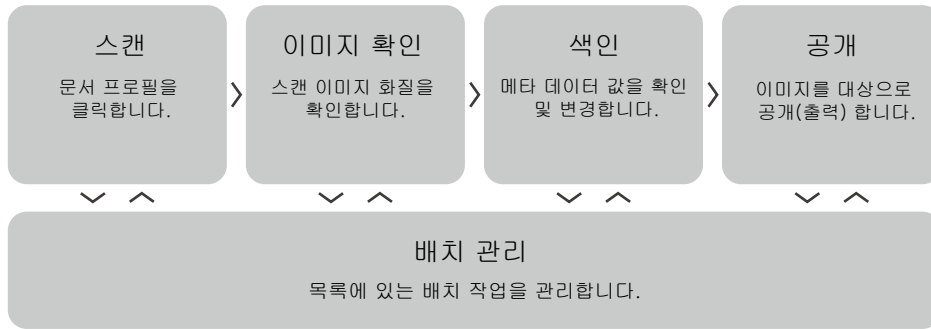 스캔
문서 프로필을
클릭합니다.
이미지 확인
스캔 이미지 화질을
확인합니다.
색인
메타 데이터 값을 확인
및 변경합니다.
공개
이미지를 대상으로
공개(출력) 합니다.
배치 관리
목록에 있는 배치 작업을 관리합니다.